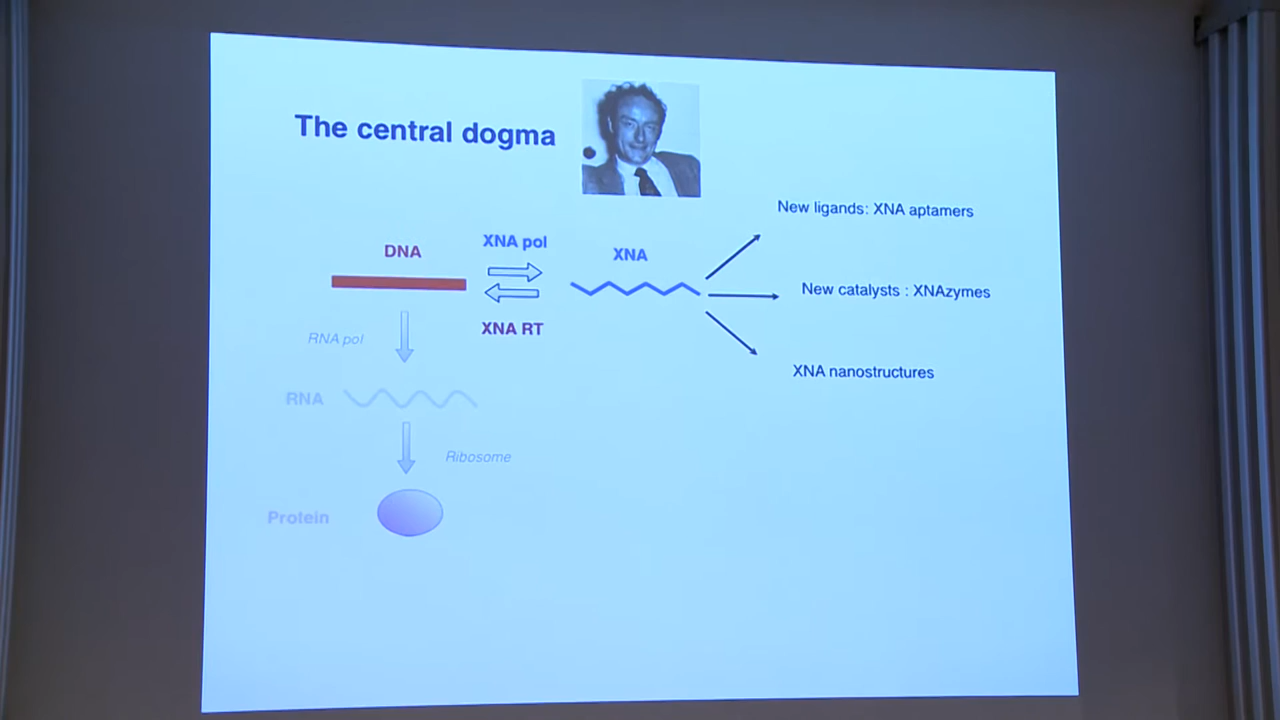 The central dogma
New ligands: XNA aptamers
DNA
XNA pol
XNA
New catalysts : XNAzymes
XNA RT
RNA pol
XNA nanostructures
RNA
Ribosome
Protein